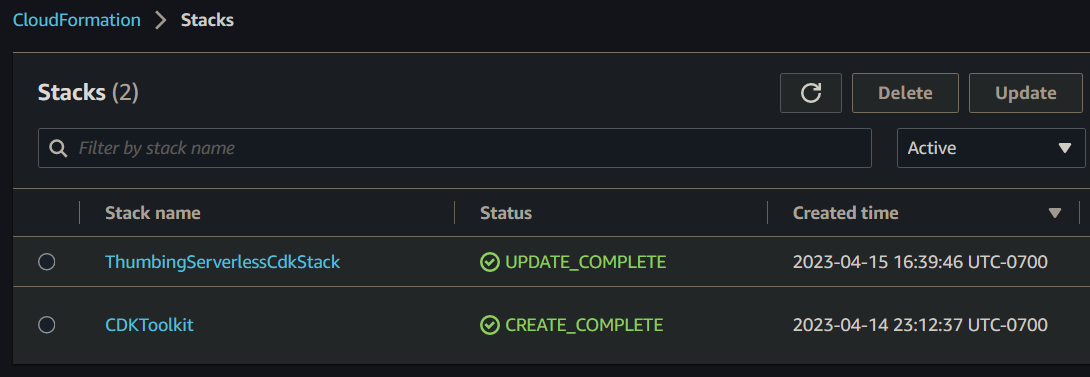 CloudFormation > Stacks
Stacks (2)
Delete
Update
Filter by stack name
Active
Stack name Status Created time
ThumbingServerlessCdkStack UPDATE_COMPLETE 2023-04-15 16:39:46 UTC-0700
CDKToolkit CREATE_COMPLETE 2023-04-14 23:12:37 UTC-0700